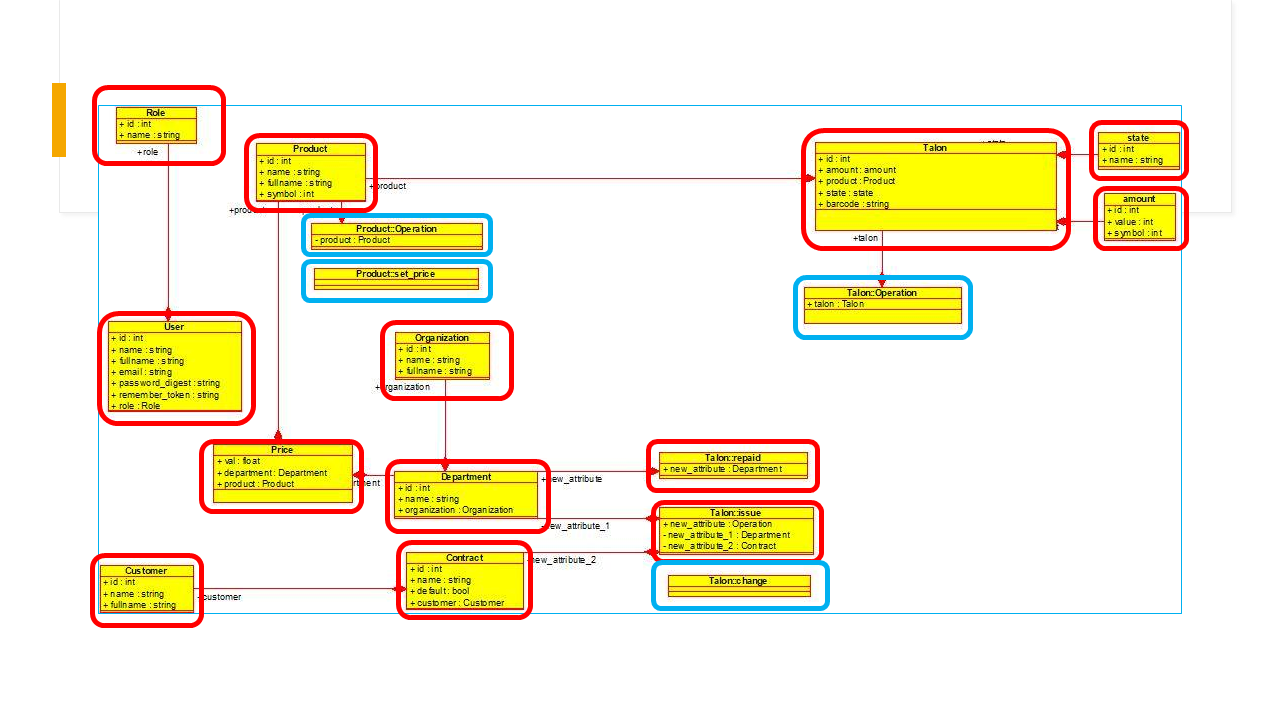 Role
+ id : int
+ name : string
+role
Product
+ id : int
+ name : string
+ fullname : string
+ symbol : int
+product
Product::Operation
- product : Product
Product::set_price
Talon
+ id : int
+ amount : amount
+ product : Product
+ state : state
+ barcode : string
+talon
state
+ id : int
+ name : string
amount
+ id : int
+ value : int
+ symbol : int
Talon::Operation
+ talon : Talon
User
+ id : int
+ name : string
+ fullname : string
+ email : string
+ password_digest : string
+ remember_token : string
+ role : Role
Organization
+ id : int
+ name : string
+ fullname : string
+organization
Price
+ val : float
+ department : Department
+ product : Product
Department
+ id : int
+ name : string
+ organization : Organization
+new_attribute
-new_attribute_1
Talon::repaid
+ new_attribute : Department
Talon::issue
+ new_attribute : Operation
- new_attribute_1 : Department
- new_attribute_2 : Contract
Talon::change
Customer
+ id : int
+ name : string
+ fullname : string
+customer
Contract
+ id : int
+ name : string
+ default : bool
+ customer : Customer
-new_attribute_2